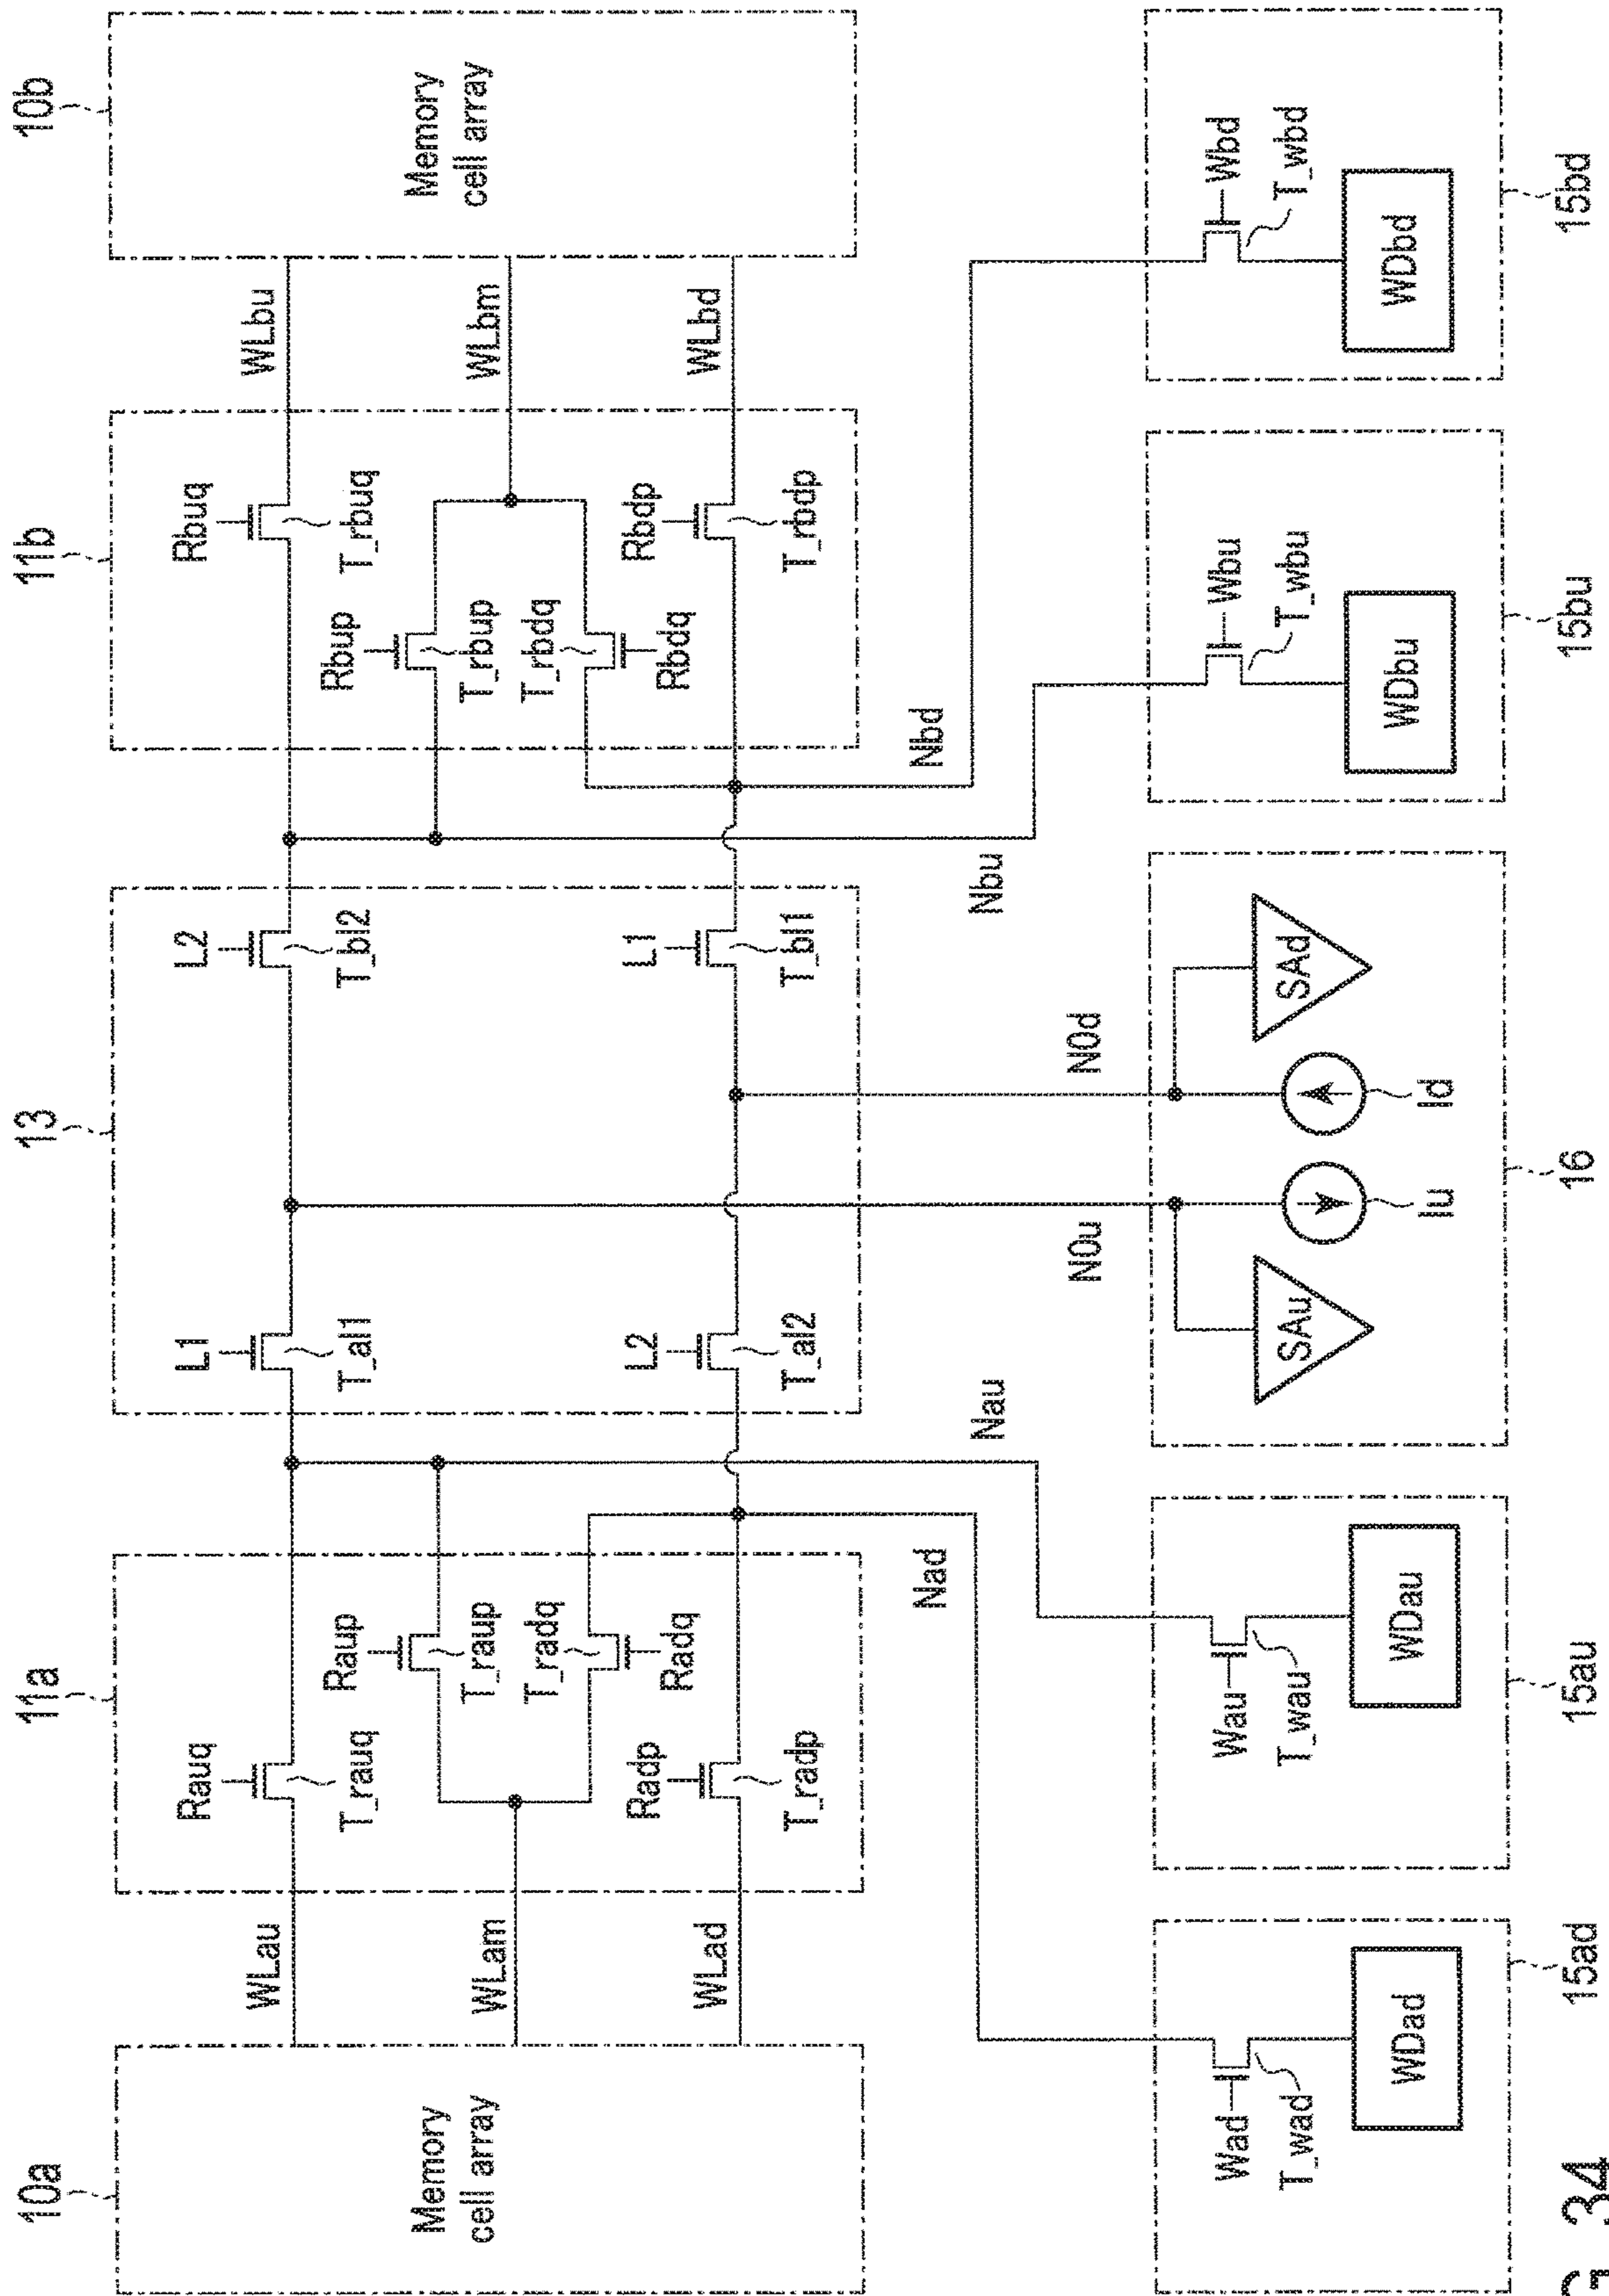 10a
11a
13
11b
10b
Memory
cell array
WLau
WLam
WLad
Rauq
T_rauq
Raup
T_raup
T_radq
Radq
Radp
T_radp
L1
T_al1
L2
T_al2
L2
T_bl2
L1
T_bl1
Rbuq
T_rbuq
Rbup
T_rbup
T_rbdq
Rbdq
Rbdp
T_rbdp
WLbu
WLbm
WLbd
Memory
cell array
Nad
Nau
N0u
N0d
Nbu
Nbd
Wad
T_wad
WDad
15ad
Wau
T_wau
WDau
15au
SAu
Iu
Id
SAd
16
Wbu
T_wbu
WDbu
15bu
Wbd
T_wbd
WDbd
15bd
G. 34